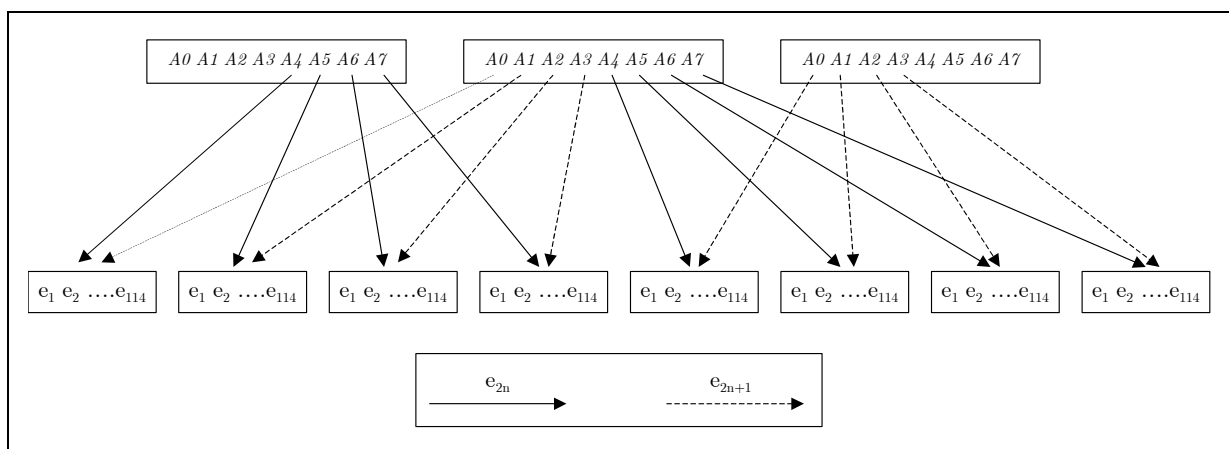 A0 A1 A2 A3 A4 A5 A6 A7 A0 A1 A2 A3 A4 A5 A6 A7 A0 A1 A2 A3 A4 A5 A6 A7
e1 e2 ....e114 e1 e2 ....e114 e1 e2 ....e114 e1 e2 ....e114 e1 e2 ....e114 e1 e2 ....e114 e1 e2 ....e114 e1 e2 ....e114
e2n e2n+1